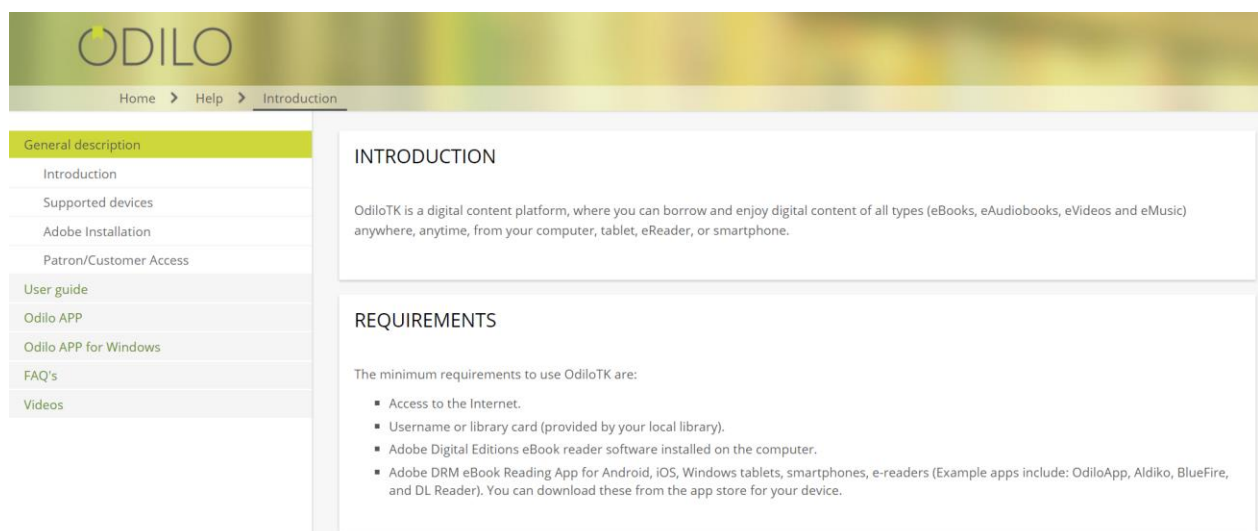 ODILO
Home > Help > Introduction
General description
Introduction
Supported devices
Adobe Installation
Patron/Customer Access
User guide
Odilo APP
Odilo APP for Windows
FAQ's
Videos
INTRODUCTION
OdiloTK is a digital content platform, where you can borrow and enjoy digital content of all types (eBooks, eAudiobooks, eVideos and eMusic)
anywhere, anytime, from your computer, tablet, eReader, or smartphone.
REQUIREMENTS
The minimum requirements to use OdiloTK are:
▪ Access to the Internet.
▪ Username or library card (provided by your local library).
▪ Adobe Digital Editions eBook reader software installed on the computer.
▪ Adobe DRM eBook Reading App for Android, iOS, Windows tablets, smartphones, e-readers (Example apps include: OdiloApp, Aldiko, BlueFire,
and DL Reader). You can download these from the app store for your device.